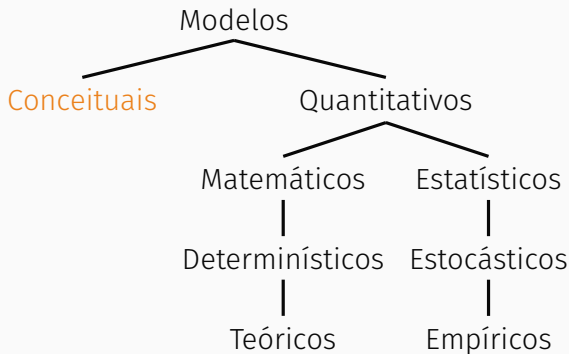 Modelos
Conceituais Quantitativos
Matemáticos Estatísticos
Determinísticos Estocásticos
Teóricos Empíricos